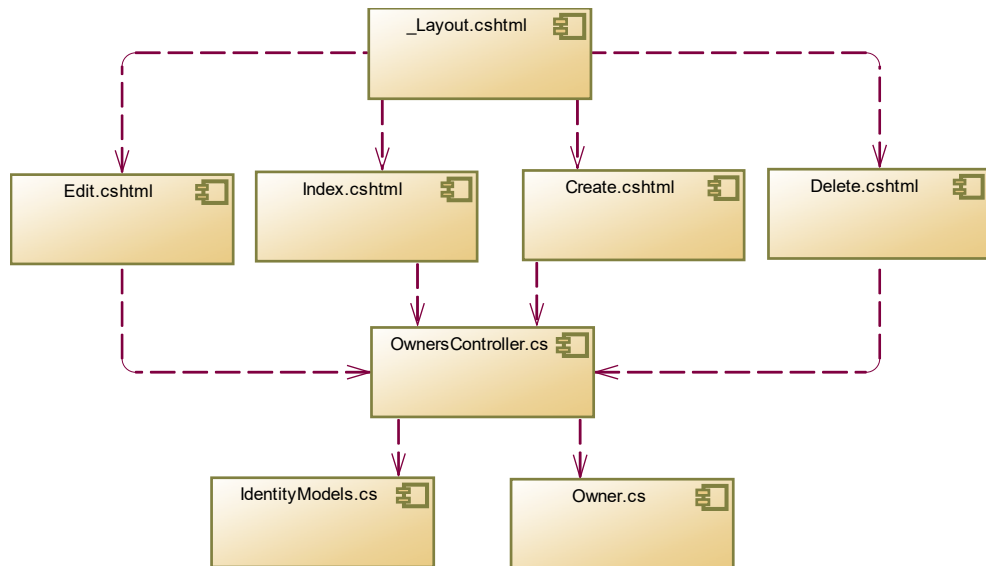 _Layout.cshtml
Edit.cshtml
Index.cshtml
Create.cshtml
Delete.cshtml
OwnersController.cs
IdentityModels.cs
Owner.cs